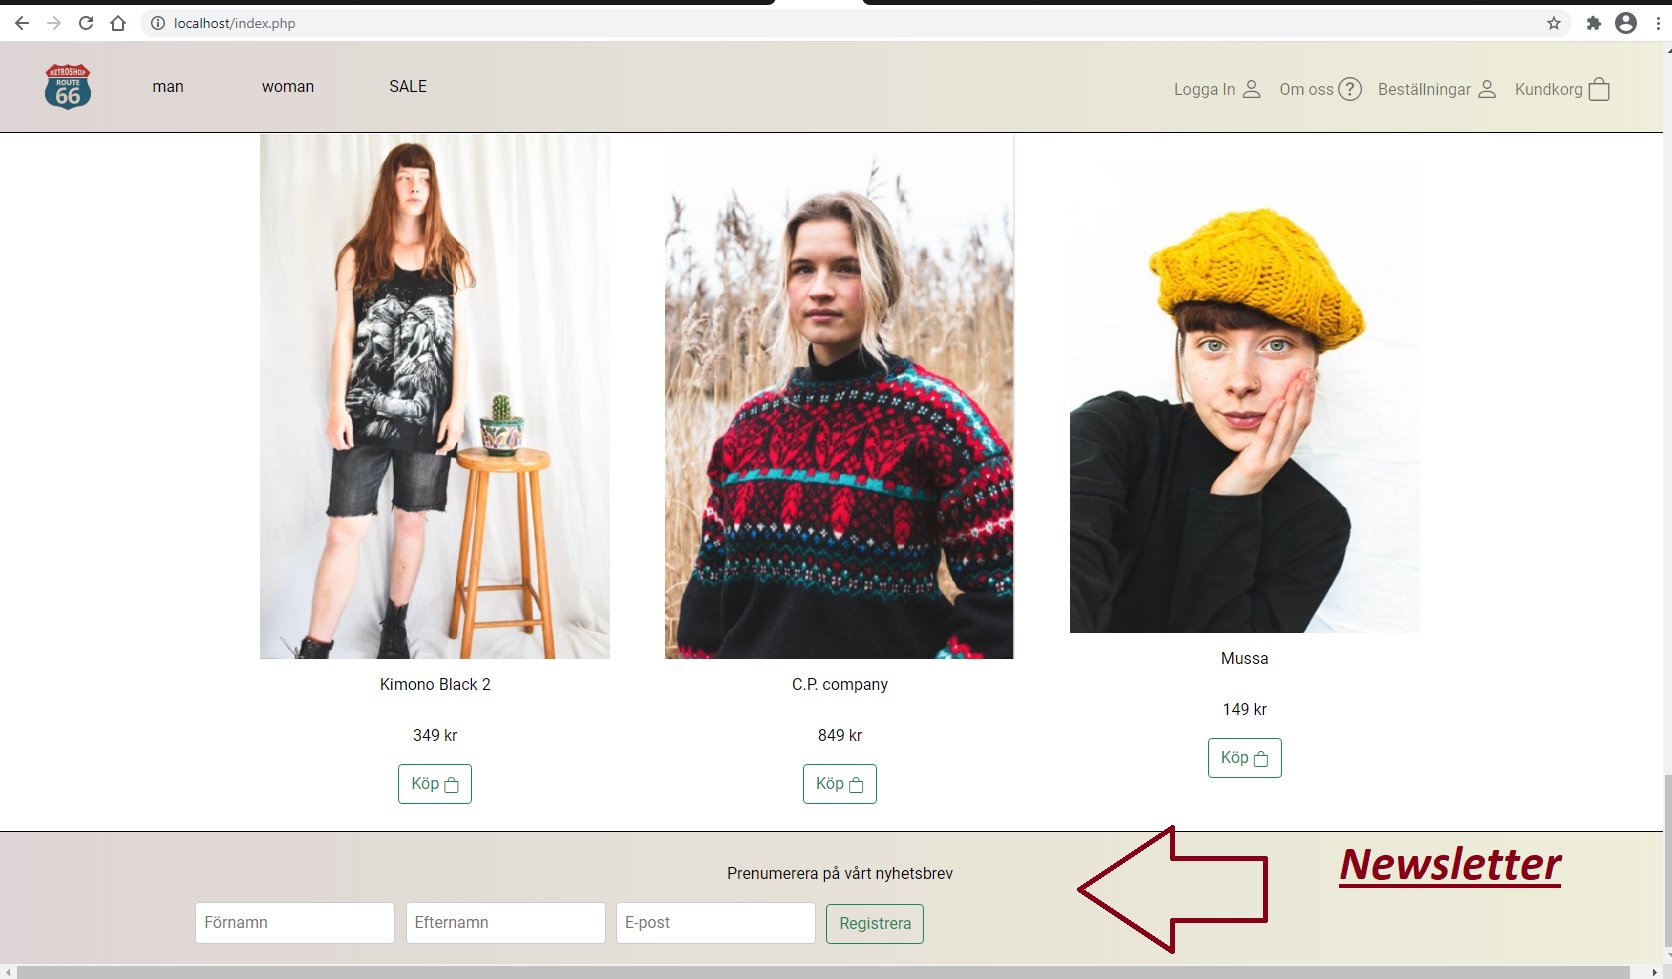 localhost/index.php
RETROSHOP
ROUTE
66
man woman SALE Logga In Om oss ? Beställningar Kundkorg
Kimono Black 2
349 kr
Köp
C.P. company
849 kr
Köp
Mussa
149 kr
Köp
Prenumerera på vårt nyhetsbrev
Förnamn Efternamn E-post Registrera
Newsletter